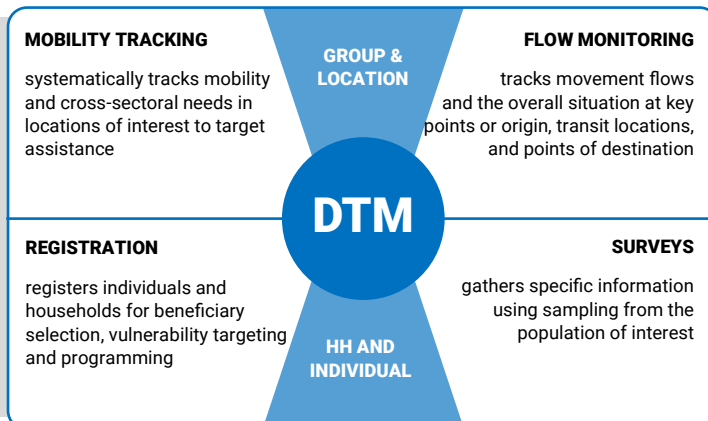 MOBILITY TRACKING
systematically tracks mobility
and cross-sectoral needs in
locations of interest to target
assistance
GROUP &
LOCATION
FLOW MONITORING
tracks movement flows
and the overall situation at key
points or origin, transit locations,
and points of destination
DTM
REGISTRATION
registers individuals and
households for beneficiary
selection, vulnerability targeting
and programming
HH AND
INDIVIDUAL
SURVEYS
gathers specific information
using sampling from the
population of interest